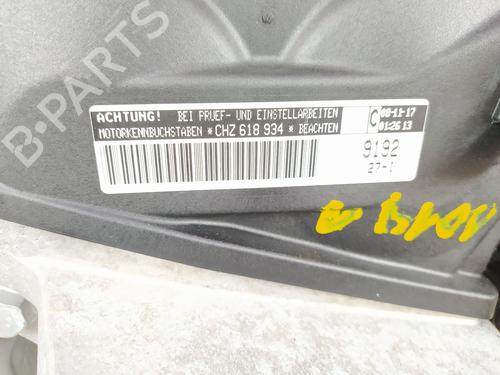 B-PARTS
ACHTUNG! BEI PRUEF- UND EINSTELLARBEITEN
MOTORKENNBUCHSTABEN *CHZ 618 934 * BEACHTEN
C 08-11-17
01:26 13
9192
27-1